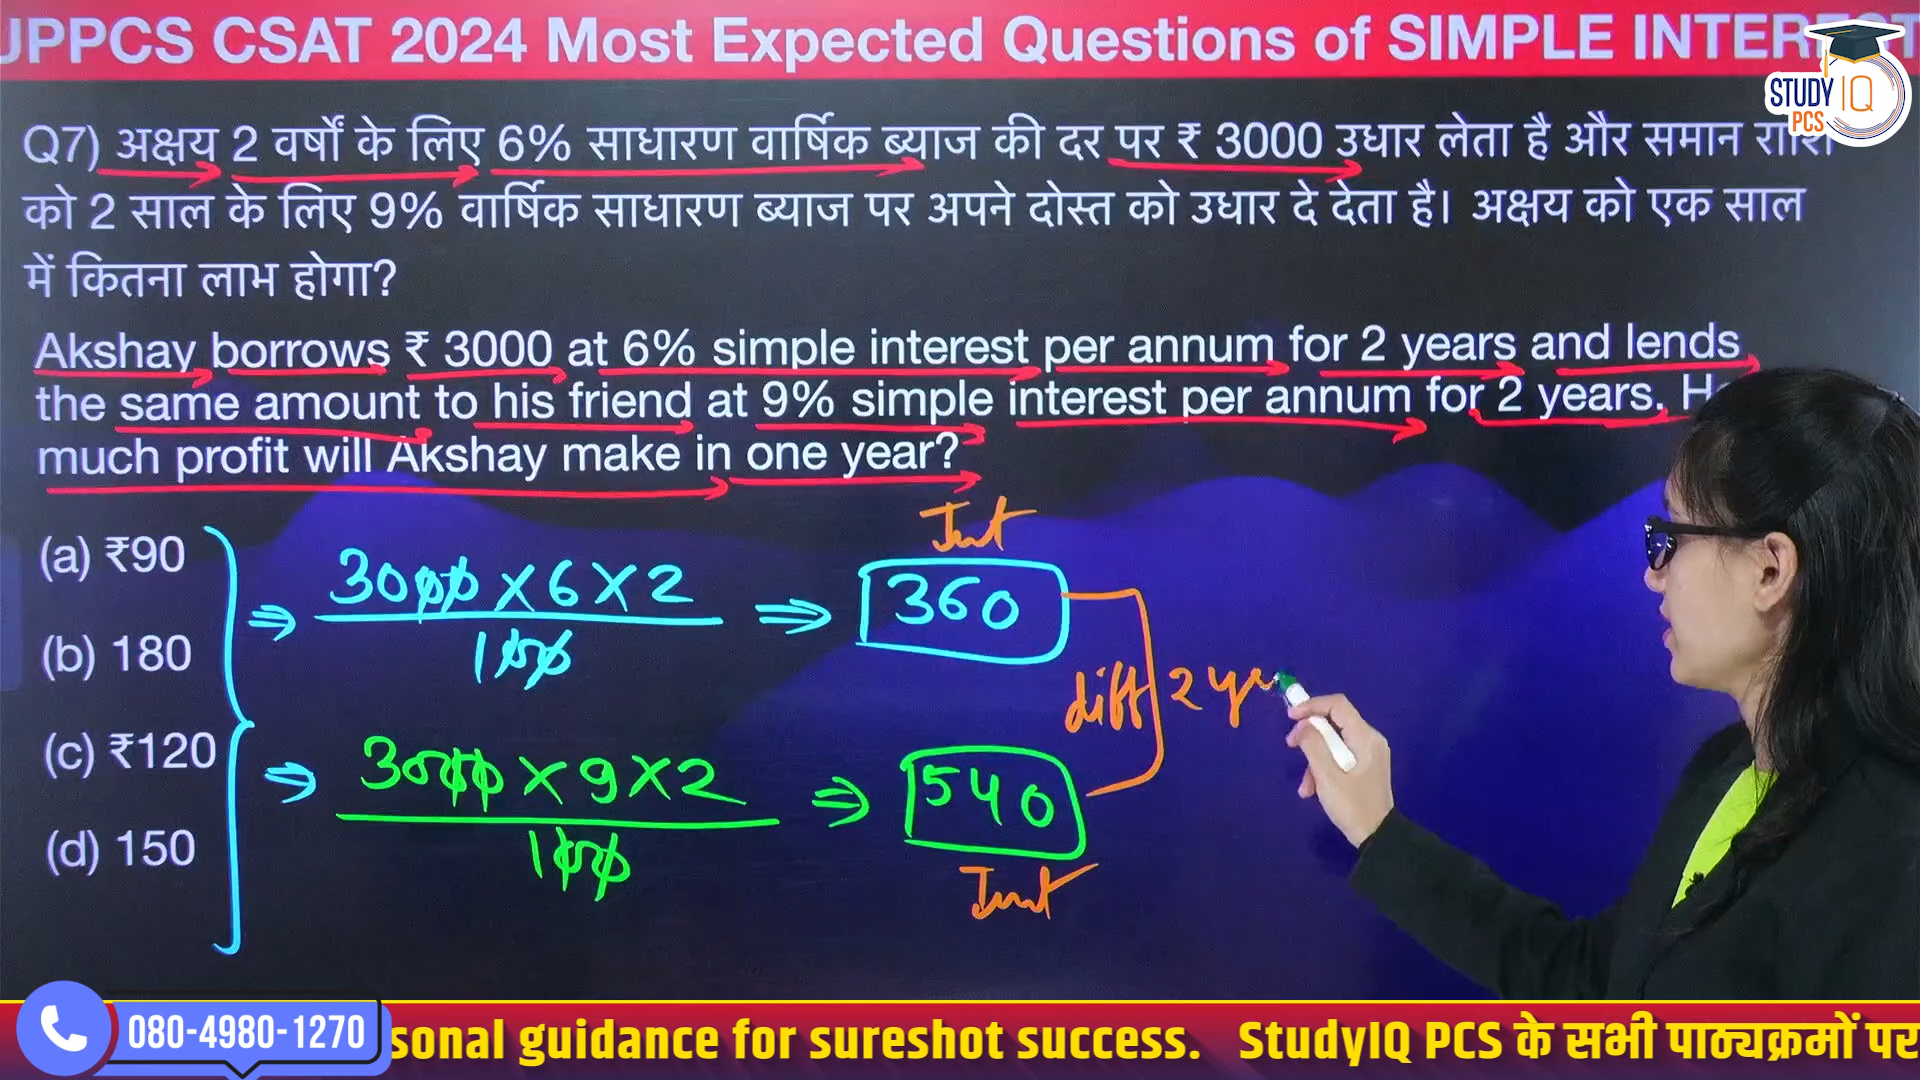 UPPCS CSAT 2024 Most Expected Questions of SIMPLE INTEREST
STUDY IQ
PCS
Q7) अक्षय 2 वर्षों के लिए 6% साधारण वार्षिक ब्याज की दर पर ₹ 3000 उधार लेता है और समान राशि
को 2 साल के लिए 9% वार्षिक साधारण ब्याज पर अपने दोस्त को उधार दे देता है। अक्षय को एक साल
में कितना लाभ होगा?
Akshay borrows ₹ 3000 at 6% simple interest per annum for 2 years and lends
the same amount to his friend at 9% simple interest per annum for 2 years.
much profit will Akshay make in one year?
Int
(a) ₹90
3000 × 6 × 2
⇒ ⇒ 360
100
(b) 180
diff 2 ye
(c) ₹120
3000 × 9 × 2
⇒ ⇒ 540
100
(d) 150
Int
080-4980-1270
sonal guidance for sureshot success. StudyIQ PCS के सभी पाठ्यक्रमों पर